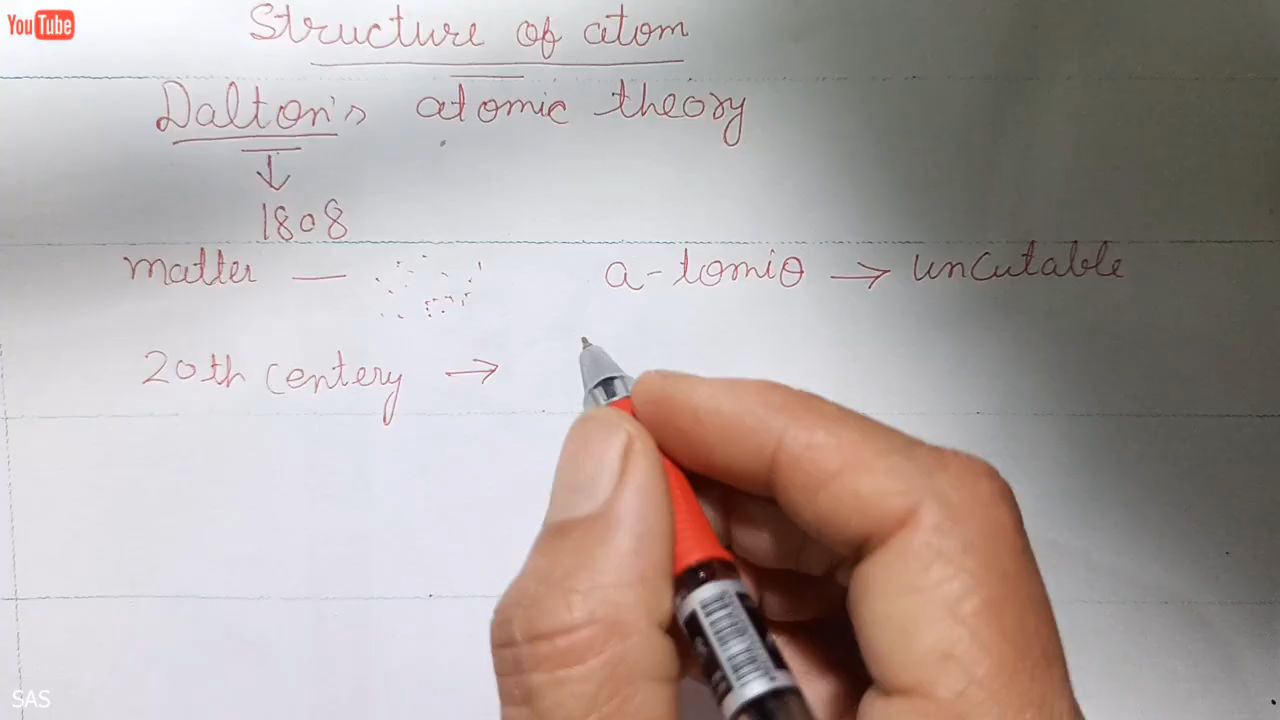 YouTube
Structure of atom
Dalton's atomic theory
↓
1808
matter — a-tomio → uncutable
20th centery →
SAS